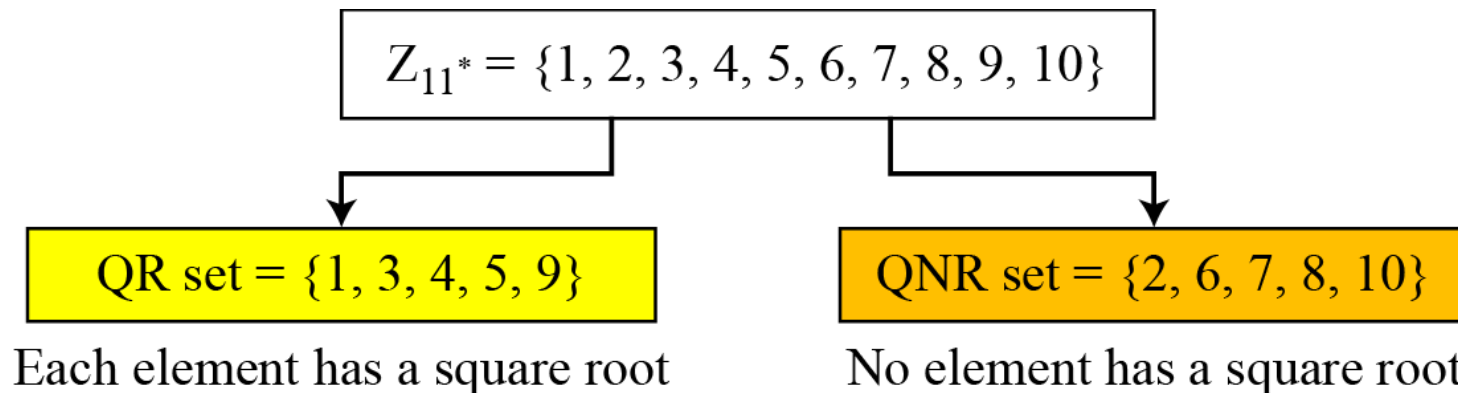 Z₁₁* = {1, 2, 3, 4, 5, 6, 7, 8, 9, 10}
QR set = {1, 3, 4, 5, 9}
QNR set = {2, 6, 7, 8, 10}
Each element has a square root
No element has a square root